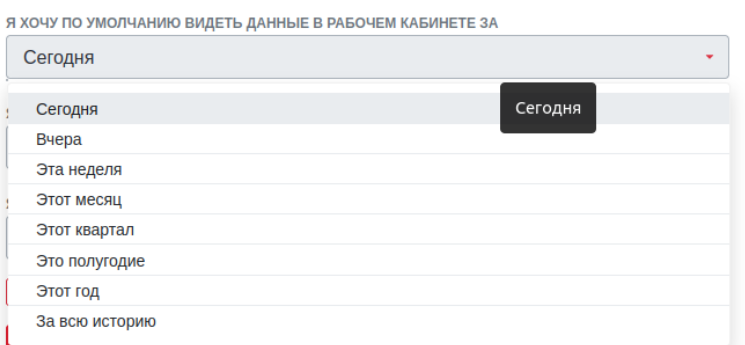 Я ХОЧУ ПО УМОЛЧАНИЮ ВИДЕТЬ ДАННЫЕ В РАБОЧЕМ КАБИНЕТЕ ЗА
Сегодня
Сегодня
Сегодня
Вчера
Эта неделя
Этот месяц
Этот квартал
Это полугодие
Этот год
За всю историю